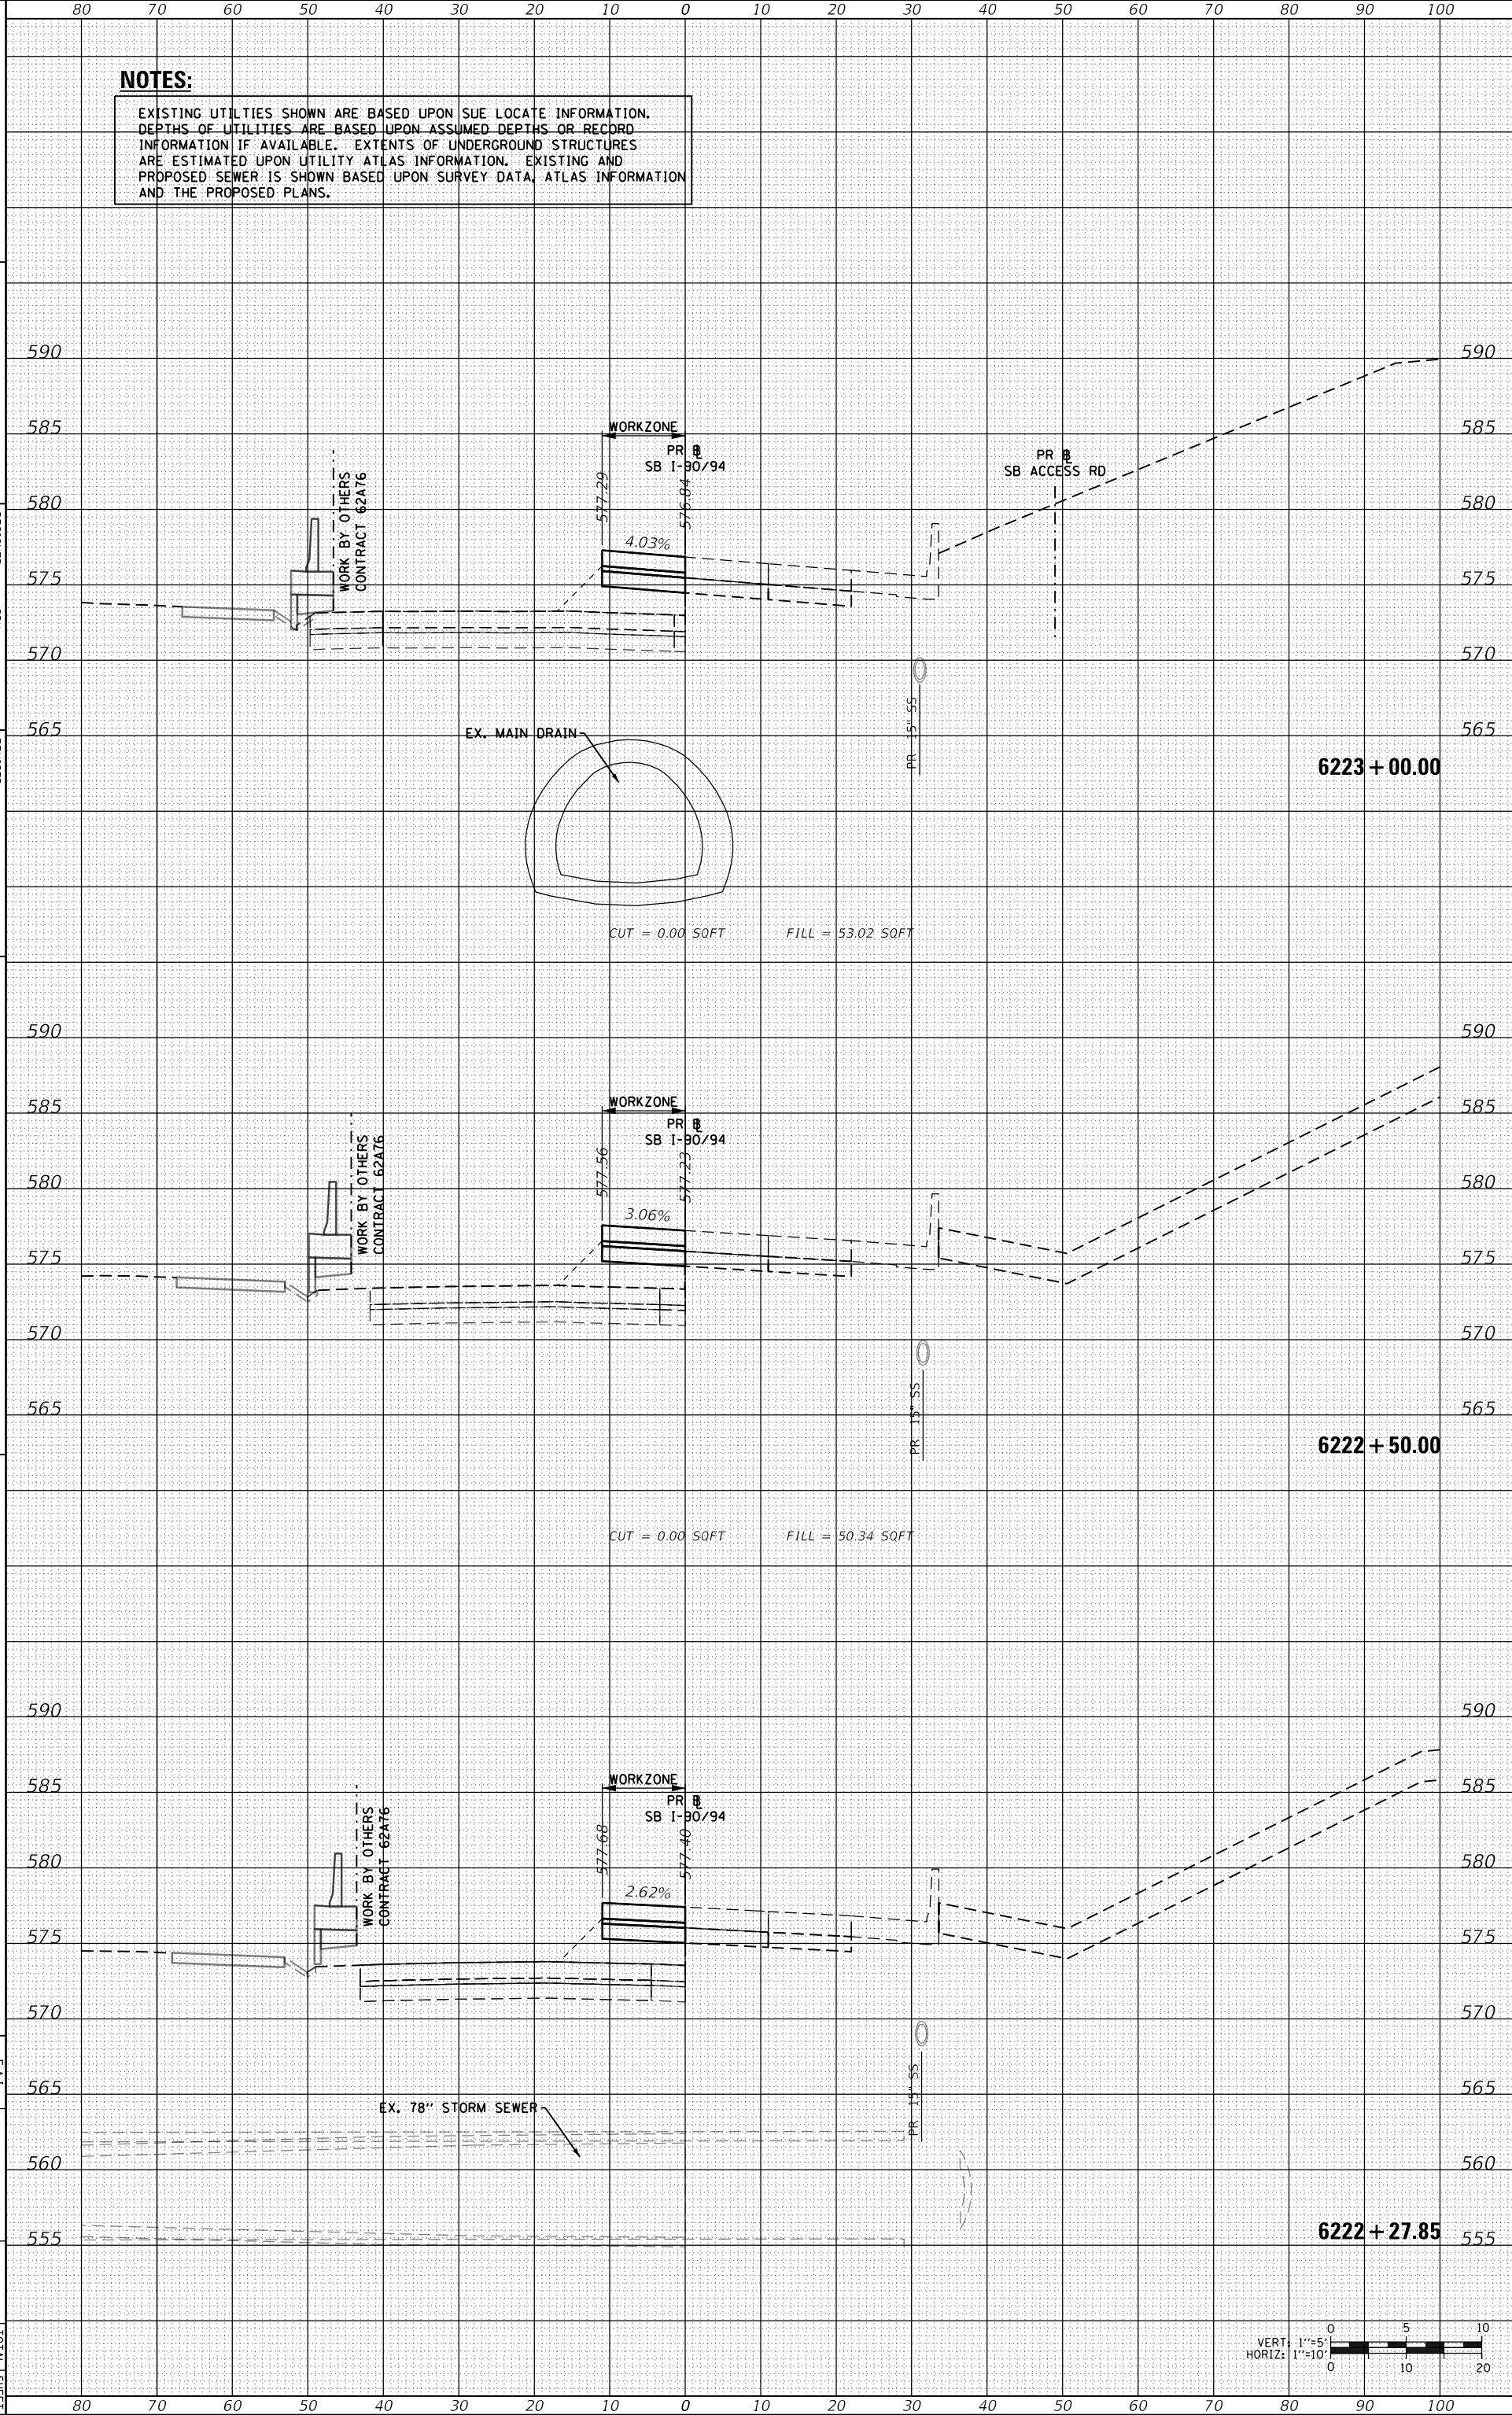 80 70 60 50 40 30 20 10 0 10 20 30 40 50 60 70 80 90 100
NOTES:
EXISTING UTILTIES SHOWN ARE BASED UPON SUE LOCATE INFORMATION.
DEPTHS OF UTILITIES ARE BASED UPON ASSUMED DEPTHS OR RECORD
INFORMATION IF AVAILABLE. EXTENTS OF UNDERGROUND STRUCTURES
ARE ESTIMATED UPON UTILITY ATLAS INFORMATION. EXISTING AND
PROPOSED SEWER IS SHOWN BASED UPON SURVEY DATA, ATLAS INFORMATION
AND THE PROPOSED PLANS.
590 590
585 585
WORKZONE
PR BL
SB I-90/94
PR BL
SB ACCESS RD
WORK BY OTHERS
CONTRACT 62A76
577.29
576.84
580 580
4.03%
575 575
570 570
PR 15" SS
565 565
EX. MAIN DRAIN
6223+00.00
CUT = 0.00 SQFT FILL = 53.02 SQFT
590 590
585 585
WORKZONE
PR BL
SB I-90/94
WORK BY OTHERS
CONTRACT 62A76
577.56
577.23
580 580
3.06%
575 575
570 570
PR 15" SS
565 565
6222+50.00
CUT = 0.00 SQFT FILL = 50.34 SQFT
590 590
585 585
WORKZONE
PR BL
SB I-90/94
WORK BY OTHERS
CONTRACT 62A76
577.68
577.40
580 580
2.62%
575 575
570 570
PR 15" SS
565 565
EX. 78" STORM SEWER
560 560
6222+27.85
555 555
0 5 10
VERT: 1"=5'
HORIZ: 1"=10'
0 10 20
80 70 60 50 40 30 20 10 0 10 20 30 40 50 60 70 80 90 100